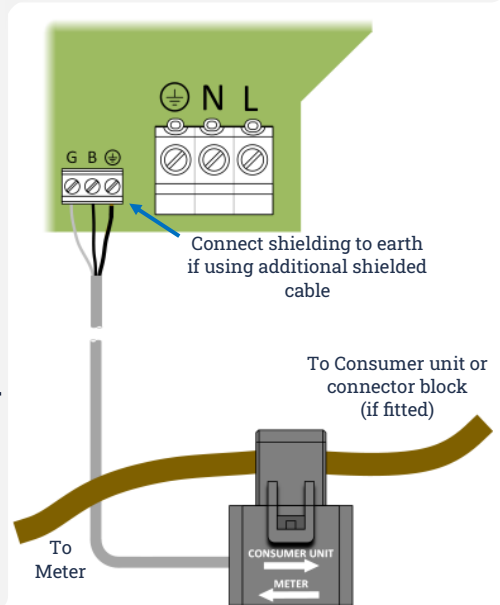 ⏚ N L
G B ⏚
Connect shielding to earth
if using additional shielded
cable
To Consumer unit or
connector block
(if fitted)
To
Meter
CONSUMER UNIT
METER